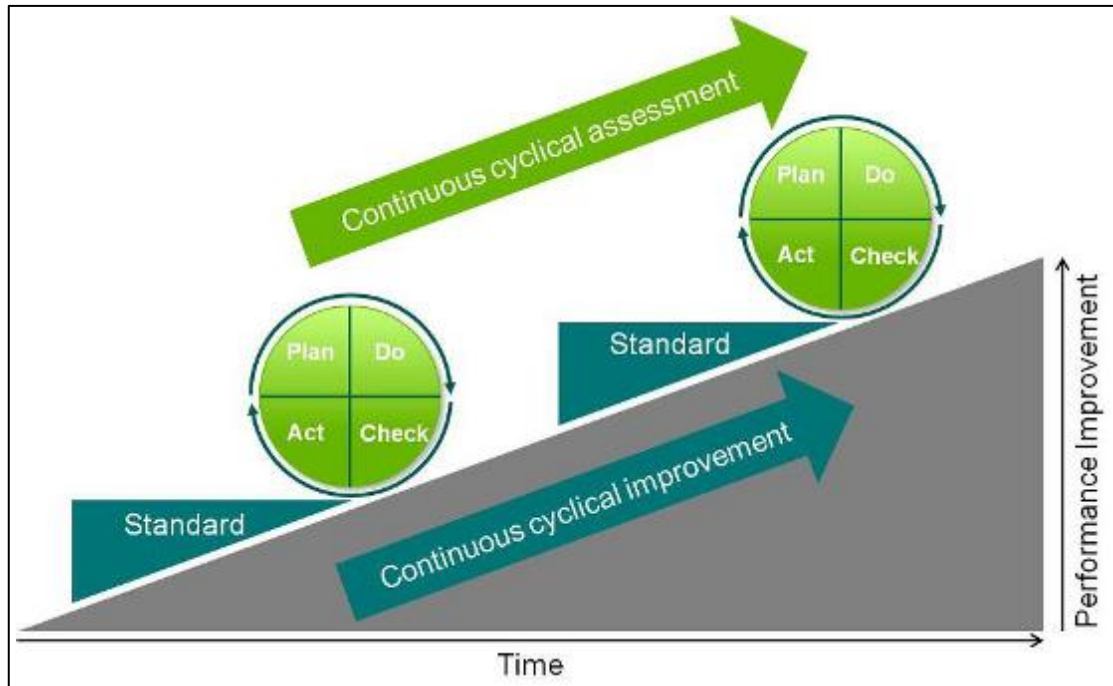 Continuous cyclical assessment
Plan Do
Act Check
Standard
Plan Do
Act Check
Standard
Continuous cyclical improvement
Performance Improvement
Time